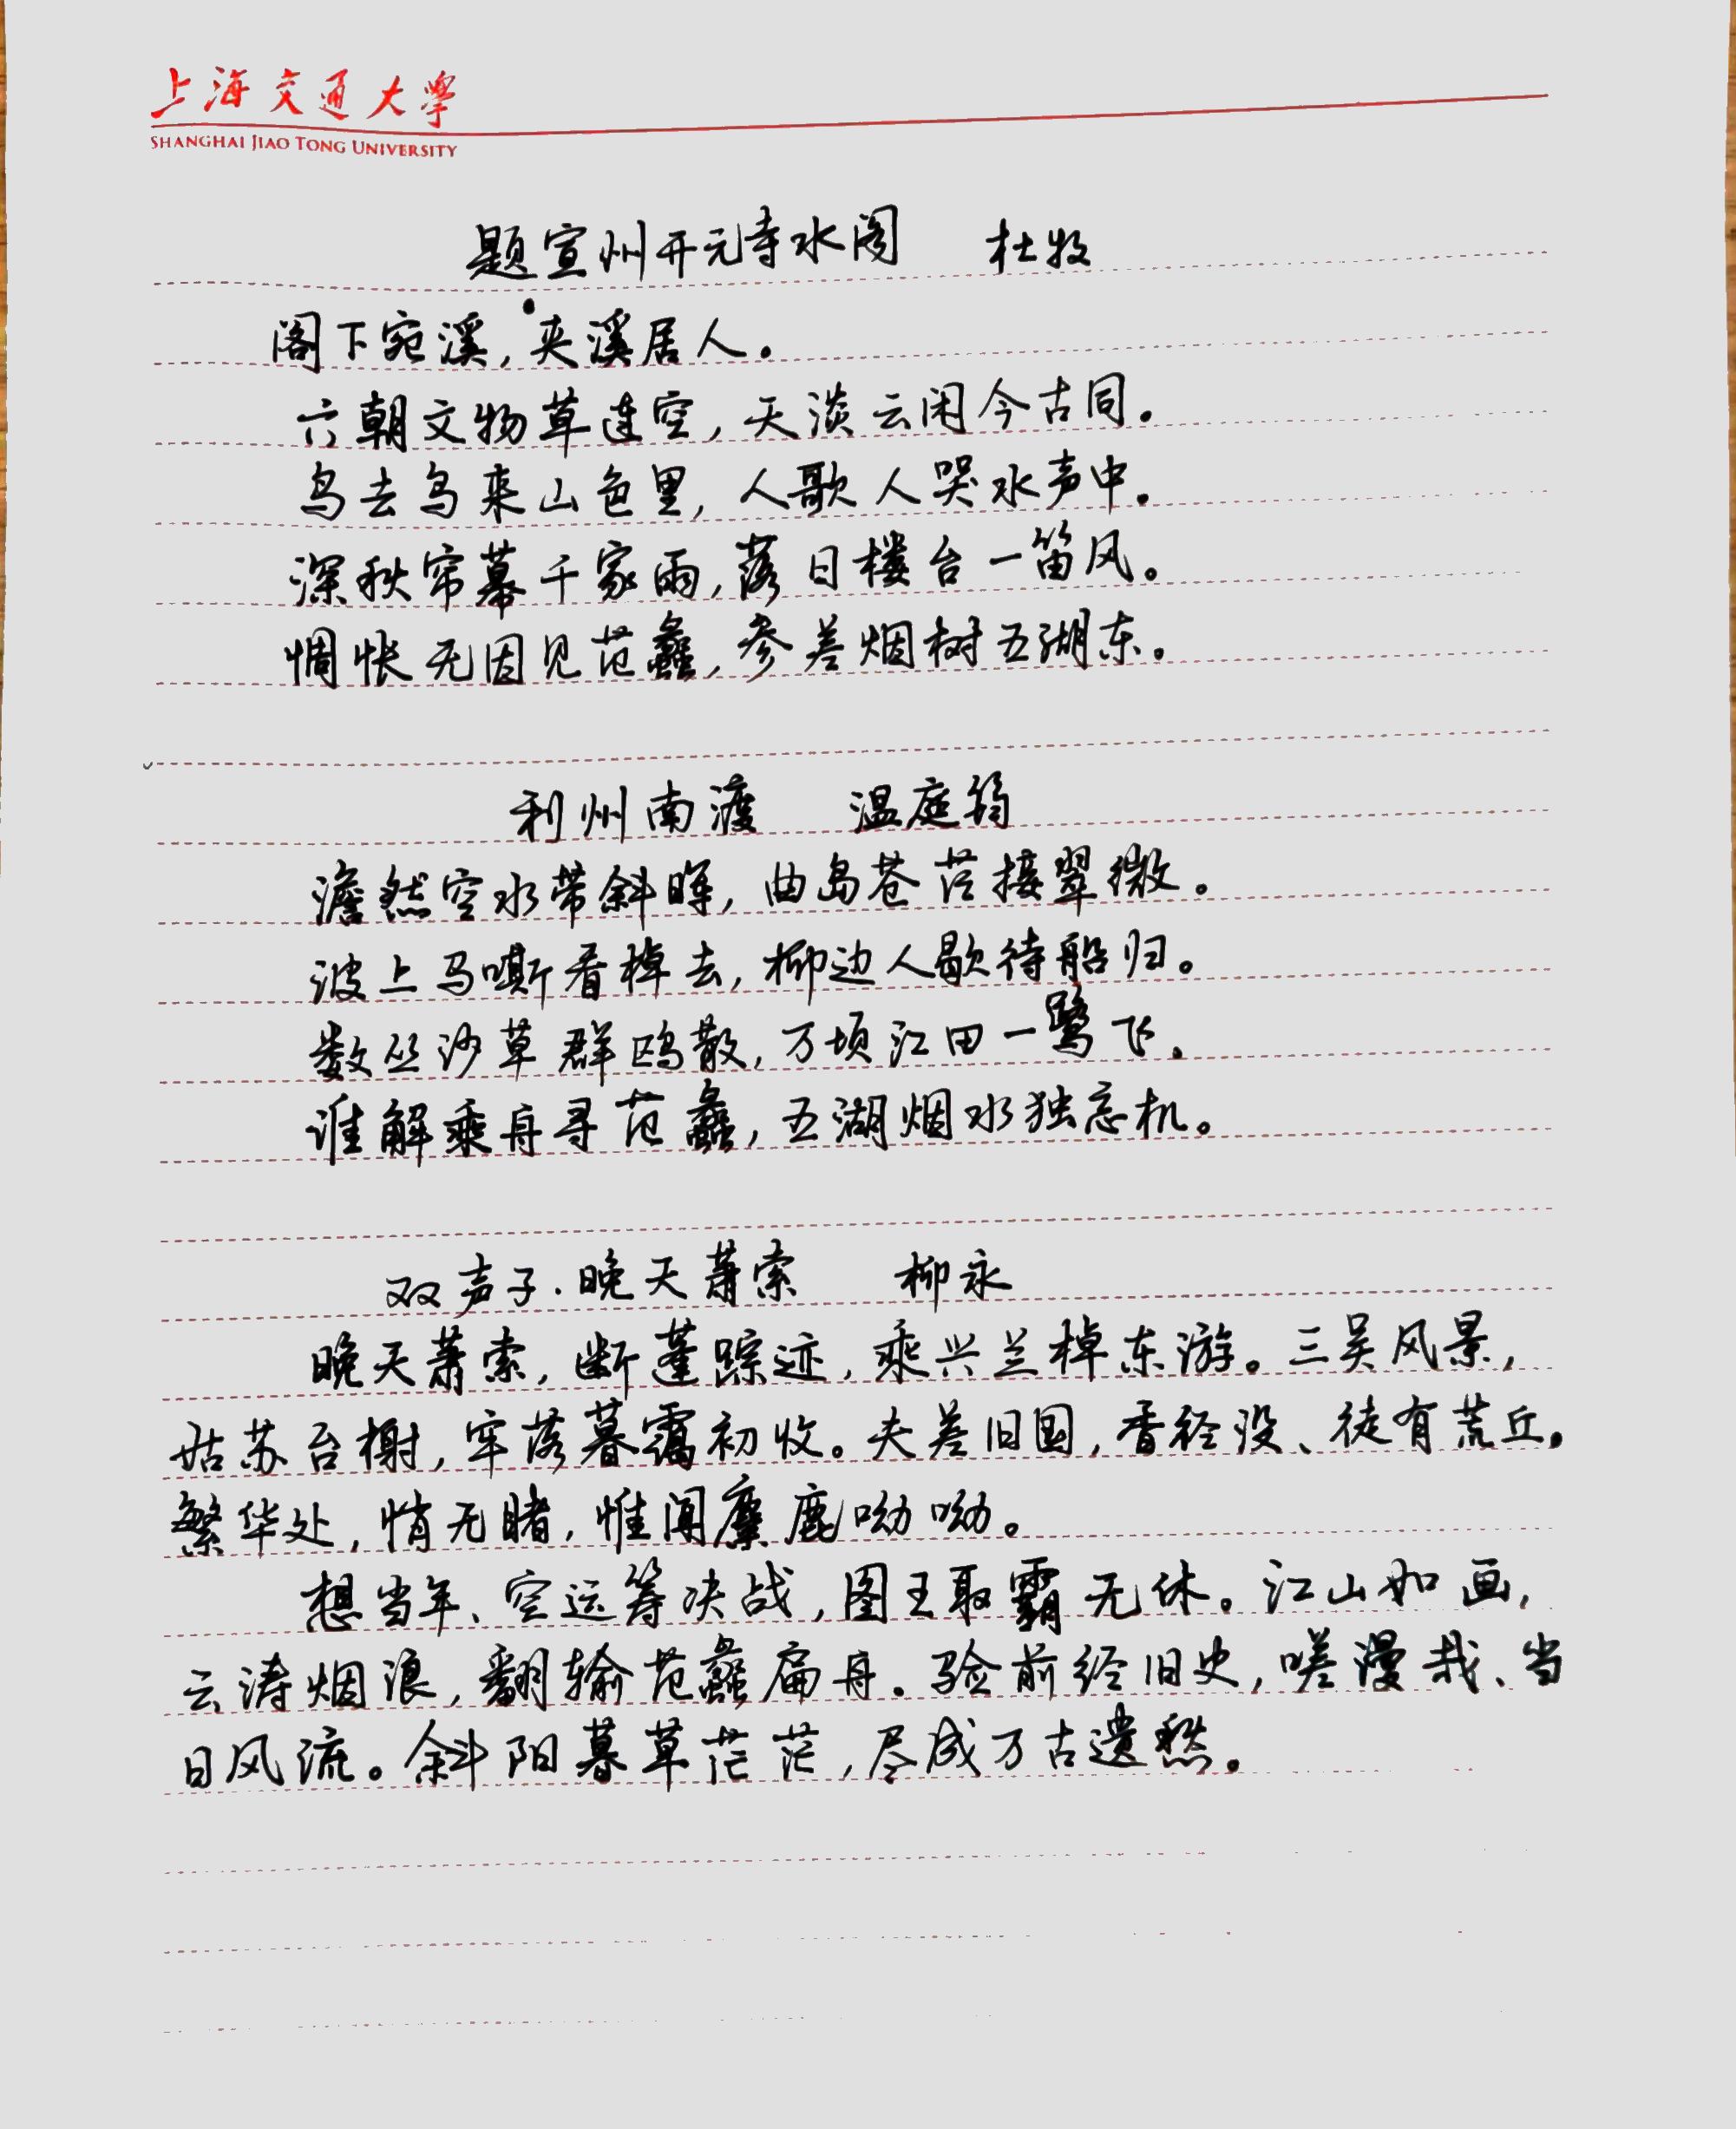 上海交通大學
SHANGHAI JIAO TONG UNIVERSITY
题宣州开元寺水阁 杜牧
阁下宛溪，夹溪居人。
六朝文物草连空，天淡云闲今古同。
鸟去鸟来山色里，人歌人哭水声中。
深秋帘幕千家雨，落日楼台一笛风。
惆怅无因见范蠡，参差烟树五湖东。
利州南渡 温庭筠
澹然空水带斜晖，曲岛苍茫接翠微。
波上马嘶看棹去，柳边人歇待船归。
数丛沙草群鸥散，万顷江田一鹭飞。
谁解乘舟寻范蠡，五湖烟水独忘机。
双声子·晚天萧索 柳永
晚天萧索，断蓬踪迹，乘兴兰棹东游。三吴风景，
姑苏台榭，牢落暮霭初收。夫差旧国，香径没、徒有荒丘。
繁华处，悄无睹，惟闻麋鹿呦呦。
想当年、空运筹决战，图王取霸无休。江山如画，
云涛烟浪，翻输范蠡扁舟。验前经旧史，嗟漫哉、当
日风流。斜阳暮草茫茫，尽成万古遗愁。